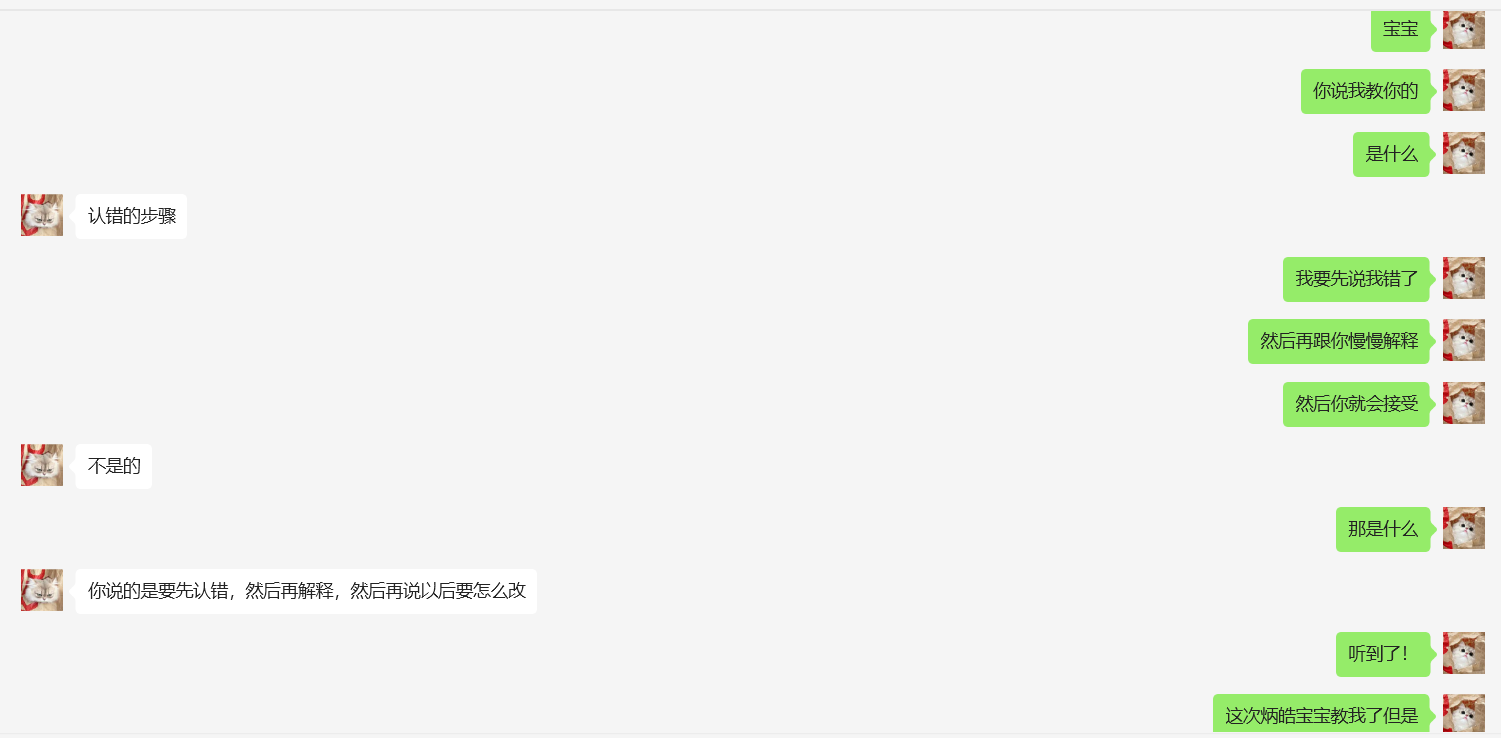 宝宝
你说我教你的
是什么
认错的步骤
我要先说我错了
然后再跟你慢慢解释
然后你就会接受
不是的
那是什么
你说的是要先认错，然后再解释，然后再说以后要怎么改
听到了！
这次炳皓宝宝教我了但是